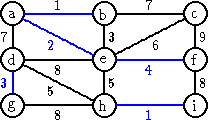 a 1 b 7 c
7 2 3 6 9
d 8 e 4 f
3 5 5 8
g 8 h 1 i